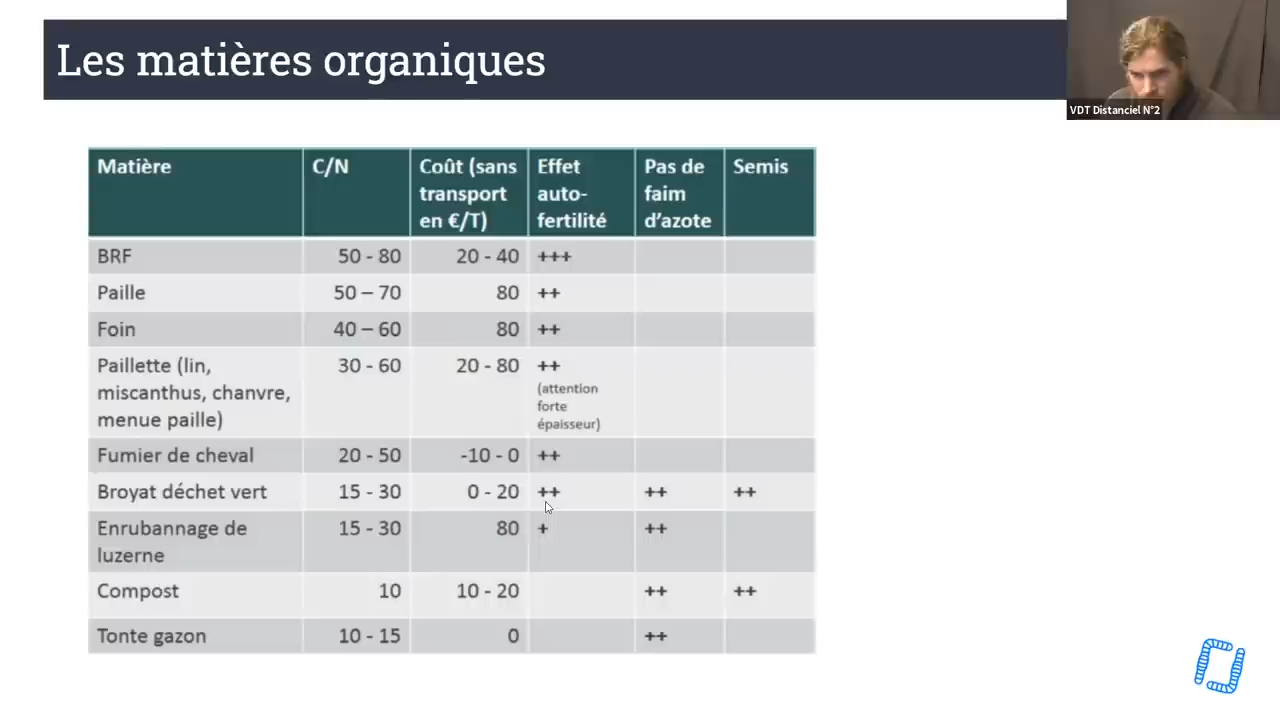 Les matières organiques
VDT Distanciel N°2
Matière C/N Coût (sans transport en €/T) Effet auto-fertilité Pas de faim d'azote Semis
BRF 50 - 80 20 - 40 +++
Paille 50 – 70 80 ++
Foin 40 – 60 80 ++
Paillette (lin, miscanthus, chanvre, menue paille) 30 - 60 20 - 80 ++ (attention forte épaisseur)
Fumier de cheval 20 - 50 -10 - 0 ++
Broyat déchet vert 15 - 30 0 - 20 ++ ++ ++
Enrubannage de luzerne 15 - 30 80 + ++
Compost 10 10 - 20 ++ ++
Tonte gazon 10 - 15 0 ++